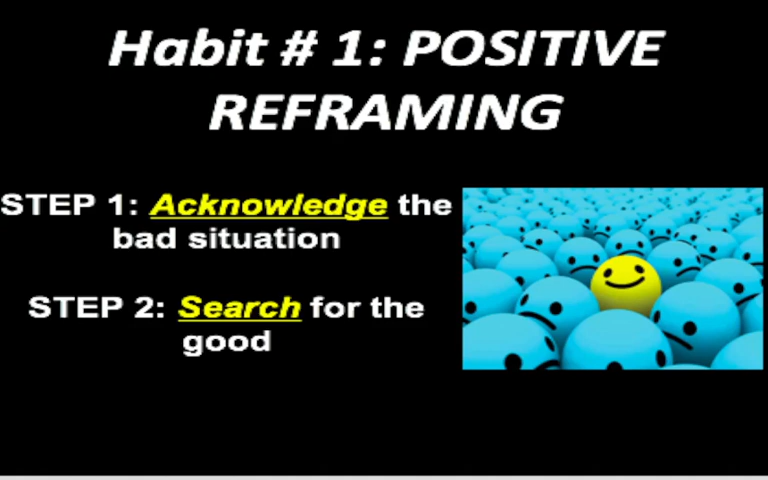 Habit # 1: POSITIVE
REFRAMING
STEP 1: Acknowledge the
bad situation
STEP 2: Search for the
good